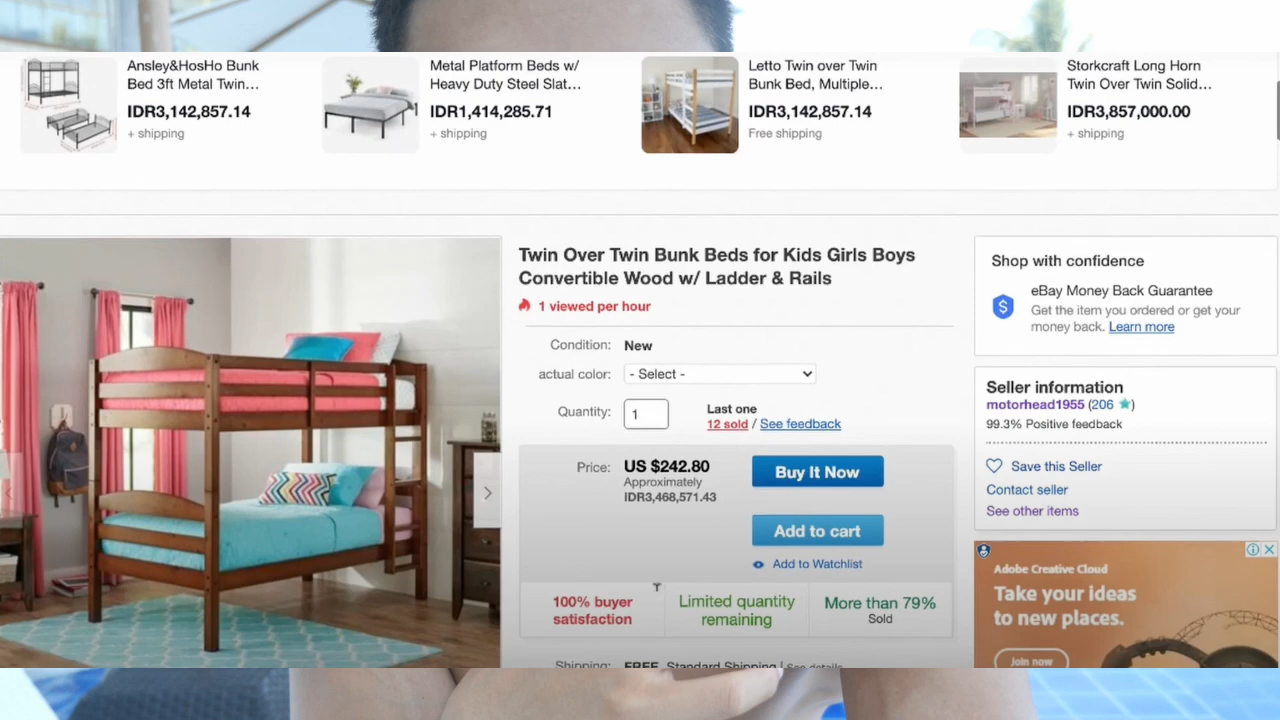 Ansley&HosHo Bunk
Bed 3ft Metal Twin...
IDR3,142,857.14
+ shipping
Metal Platform Beds w/
Heavy Duty Steel Slat...
IDR1,414,285.71
+ shipping
Letto Twin over Twin
Bunk Bed, Multiple...
IDR3,142,857.14
Free shipping
Storkcraft Long Horn
Twin Over Twin Solid...
IDR3,857,000.00
+ shipping
Twin Over Twin Bunk Beds for Kids Girls Boys
Convertible Wood w/ Ladder & Rails
1 viewed per hour
Condition: New
actual color: - Select -
Quantity: 1
Last one
12 sold / See feedback
Price: US $242.80
Approximately
IDR3,468,571.43
Buy It Now
Add to cart
Add to Watchlist
100% buyer
satisfaction
Limited quantity
remaining
More than 79%
Sold
Shipping: FREE Standard Shipping | See details
Shop with confidence
eBay Money Back Guarantee
Get the item you ordered or get your
money back. Learn more
Seller information
motorhead1955 (206)
99.3% Positive feedback
Save this Seller
Contact seller
See other items
Adobe Creative Cloud
Take your ideas
to new places.
Join now